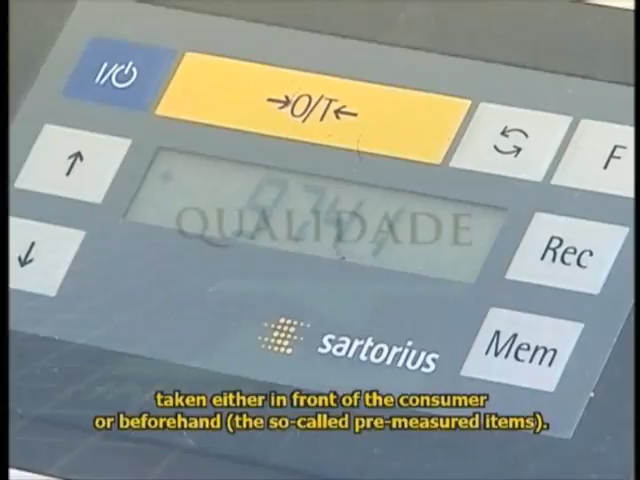 I/⏻
→O/T←
F
QUALIDADE
Rec
sartorius
Mem
taken either in front of the consumer
or beforehand (the so-called pre-measured items).